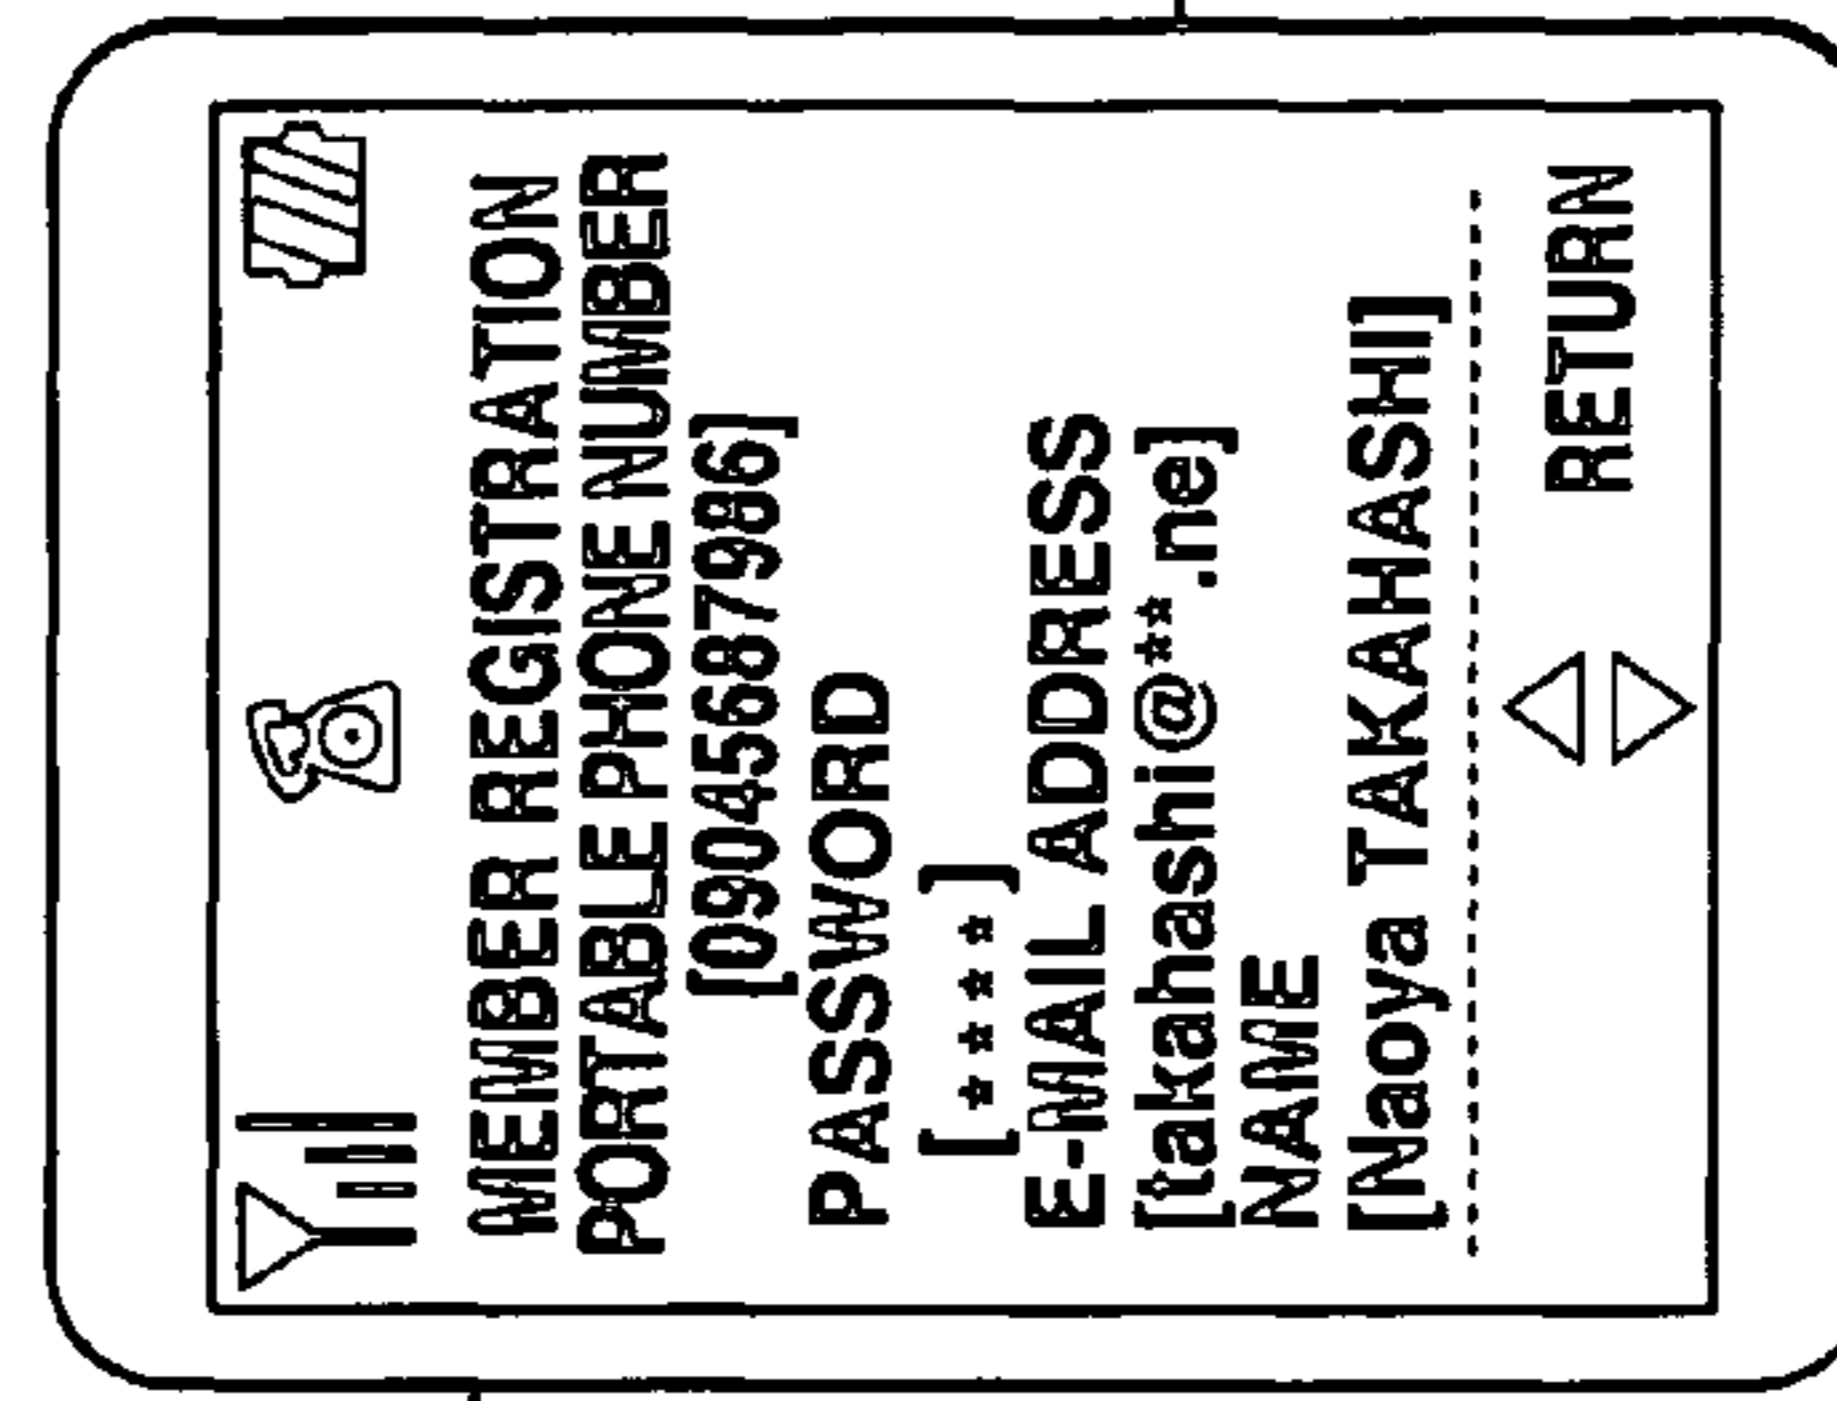 MEMBER REGISTRATION
PORTABLE PHONE NUMBER
[09045687986]
PASSWORD
[****]
E-MAIL ADDRESS
[takahashi@**.ne]
NAME
[Naoya TAKAHASHI]
RETURN